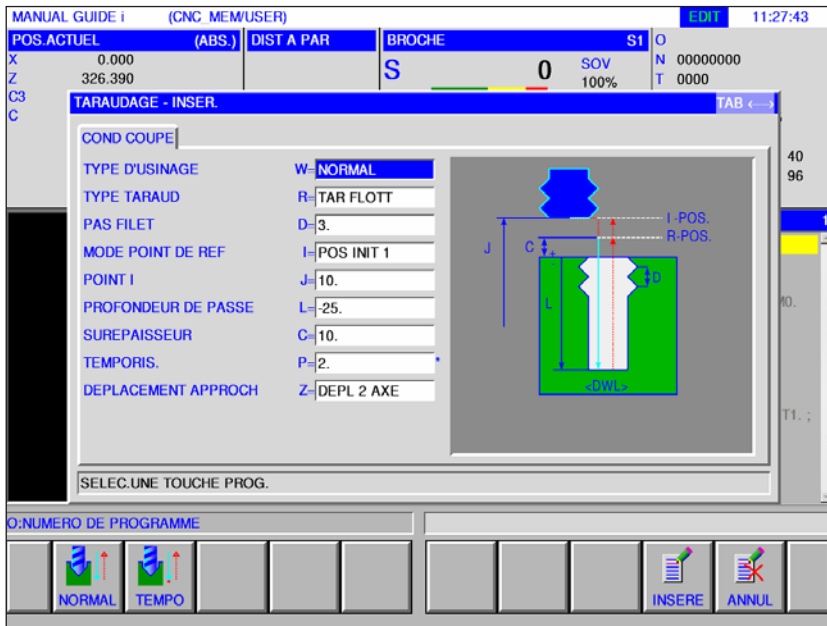 MANUAL GUIDE i (CNC_MEM/USER) EDIT 11:27:43
POS.ACTUEL (ABS.) DIST A PAR BROCHE S1 O
X 0.000 S 0 SOV 100% N 00000000
Z 326.390 T 0000
C3
C
TARAUDAGE - INSER. TAB
COND COUPE
TYPE D'USINAGE W=NORMAL
TYPE TARAUD R=TAR FLOTT
PAS FILET D=3.
MODE POINT DE REF I=POS INIT 1
POINT I J=10.
PROFONDEUR DE PASSE L=-25.
SUREPAISSEUR C=10.
TEMPORIS. P=2. *
DEPLACEMENT APPROCH Z=DEPL 2 AXE
I-POS.
R-POS.
J C + -
D
L
<DWL>
40
96
1
M0.
T1. ;
SELEC.UNE TOUCHE PROG.
O:NUMERO DE PROGRAMME
NORMAL TEMPO INSERE ANNUL